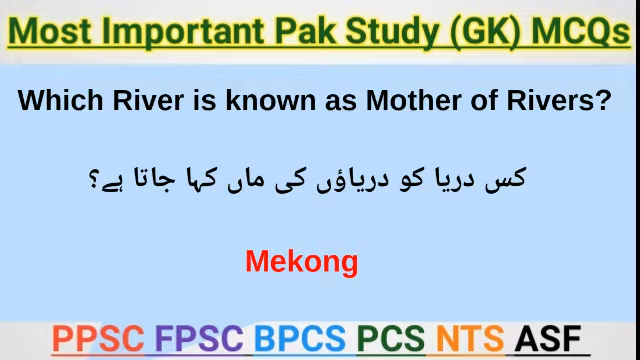 Most Important Pak Study (GK) MCQs
Which River is known as Mother of Rivers?
کس دریا کو دریاؤں کی ماں کہا جاتا ہے؟
Mekong
PPSC FPSC BPCS PCS NTS ASF